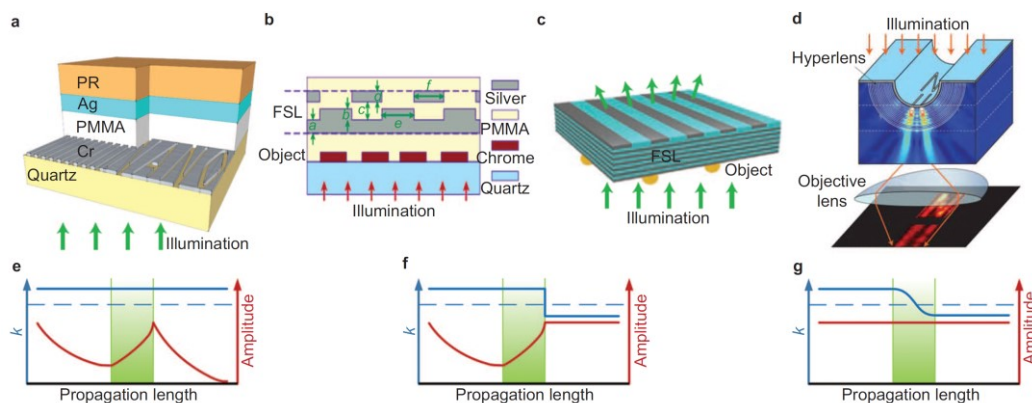 a
PR
Ag
PMMA
Cr
Quartz
Illumination
b
FSL
Object
a
b
c
d
e
f
Silver
PMMA
Chrome
Quartz
Illumination
c
FSL
Object
Illumination
d
Illumination
Hyperlens
Objective
lens
e
k
Amplitude
Propagation length
f
k
Amplitude
Propagation length
g
k
Amplitude
Propagation length